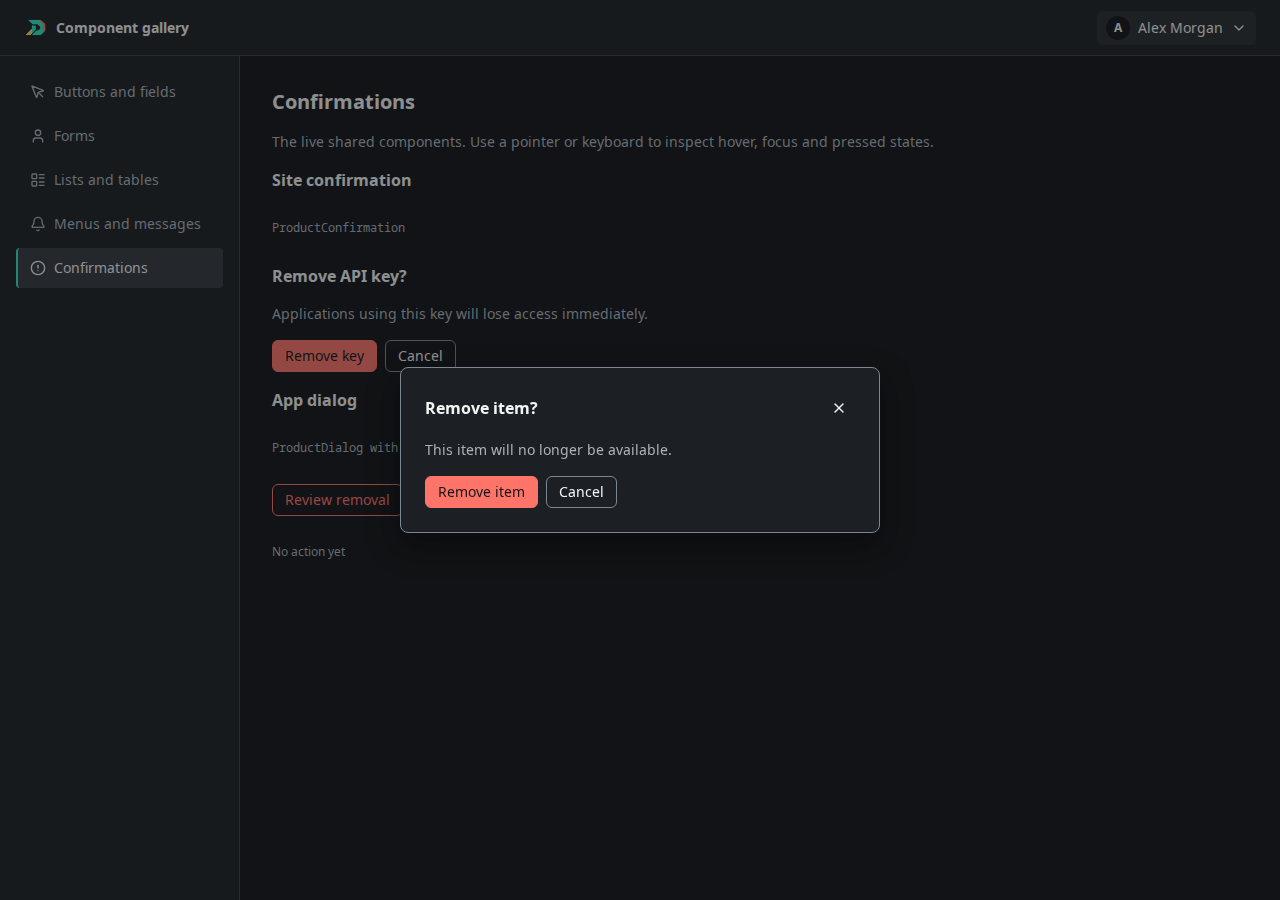 Component gallery
A
Alex Morgan
Buttons and fields
Forms
Lists and tables
Menus and messages
Confirmations
Confirmations
The live shared components. Use a pointer or keyboard to inspect hover, focus and pressed states.
Site confirmation
ProductConfirmation
Remove API key?
Applications using this key will lose access immediately.
Remove key
Cancel
App dialog
ProductDialog with
Review removal
No action yet
Remove item?
This item will no longer be available.
Remove item
Cancel